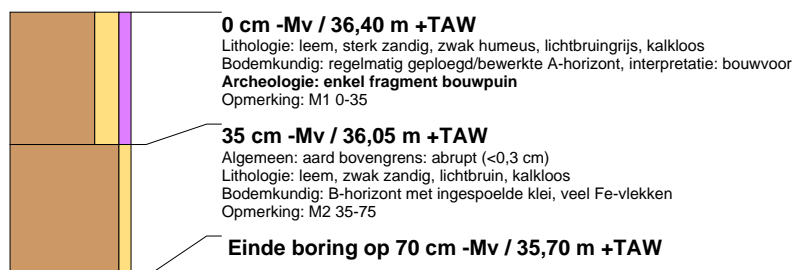 0 cm -Mv / 36,40 m +TAW
Lithologie: leem, sterk zandig, zwak humeus, lichtbruingrijs, kalkloos
Bodemkundig: regelmatig geploegd/bewerkte A-horizont, interpretatie: bouwvoor
Archeologie: enkel fragment bouwpuin
Opmerking: M1 0-35
35 cm -Mv / 36,05 m +TAW
Algemeen: aard bovengrens: abrupt (<0,3 cm)
Lithologie: leem, zwak zandig, lichtbruin, kalkloos
Bodemkundig: B-horizont met ingespoelde klei, veel Fe-vlekken
Opmerking: M2 35-75
Einde boring op 70 cm -Mv / 35,70 m +TAW